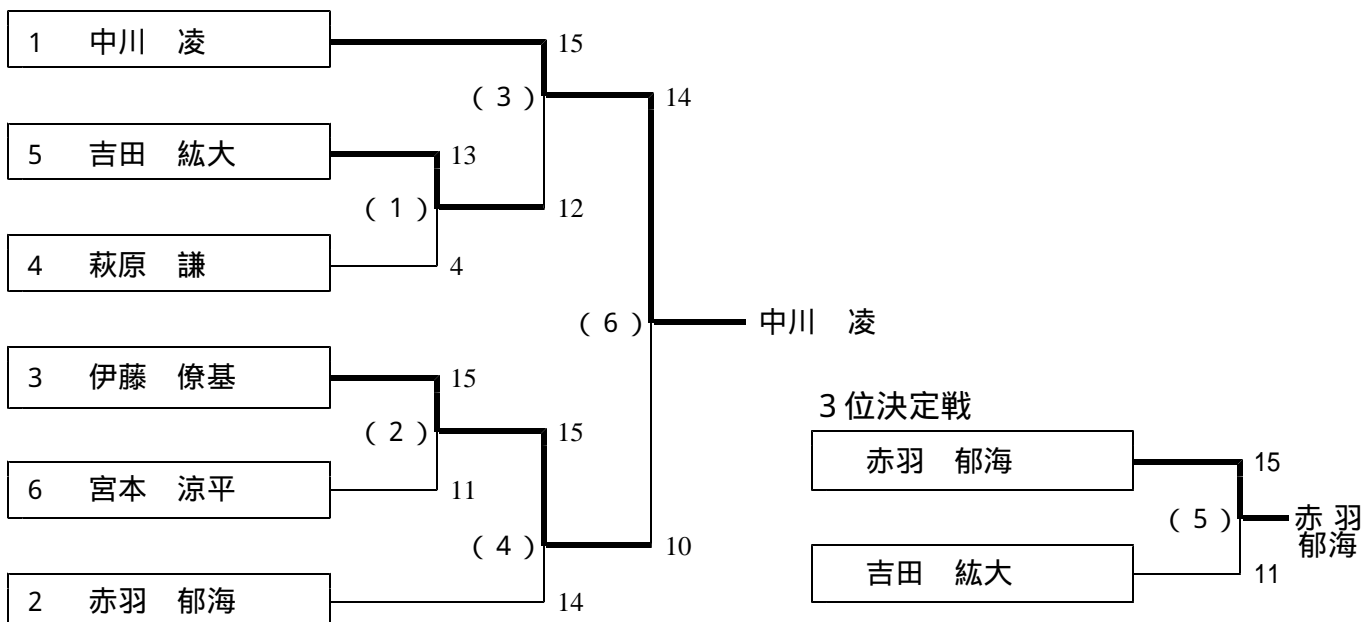 1 中川 凌
15
( 3 )
14
5 吉田 紘大
13
( 1 )
12
4 萩原 謙
4
( 6 )
中川 凌
3 伊藤 僚基
15
( 2 )
15
6 宮本 涼平
11
( 4 )
10
2 赤羽 郁海
14
3位決定戦
赤羽 郁海
15
( 5 )
赤 羽
郁海
吉田 紘大
11